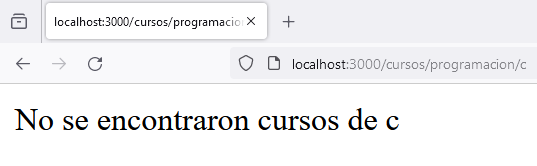 localhost:3000/cursos/programacion
localhost:3000/cursos/programacion/c
No se encontraron cursos de c